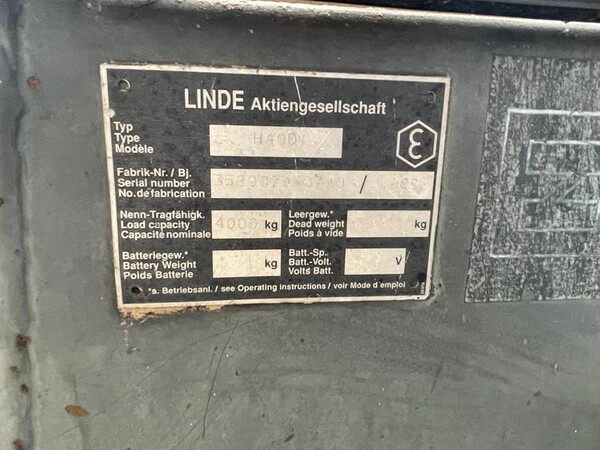 LINDE Aktiengesellschaft
Typ
Type
Modèle
H40D
ε
Fabrik-Nr. / Bj.
Serial number
No. de fabrication
/
Nenn-Tragfähigk.
Load capacity
Capacité nominale
4000 kg
Leergew.*
Dead weight
Poids à vide
kg
Batteriegew.*
Battery Weight
Poids Batterie
kg
Batt.-Sp.
Batt.-Volt.
Volts Batt.
V
*s. Betriebsanl. / see Operating instructions / voir Móde d'emploi